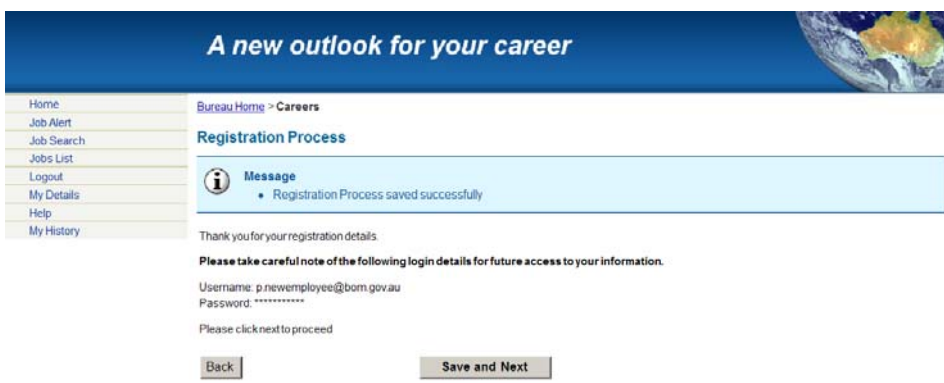 A new outlook for your career
Home
Job Alert
Job Search
Jobs List
Logout
My Details
Help
My History
Bureau Home > Careers
Registration Process
Message
• Registration Process saved successfully
Thank you for your registration details.
Please take careful note of the following login details for future access to your information.
Username: p.newemployee@bom.gov.au
Password: ***********
Please click next to proceed
Back
Save and Next